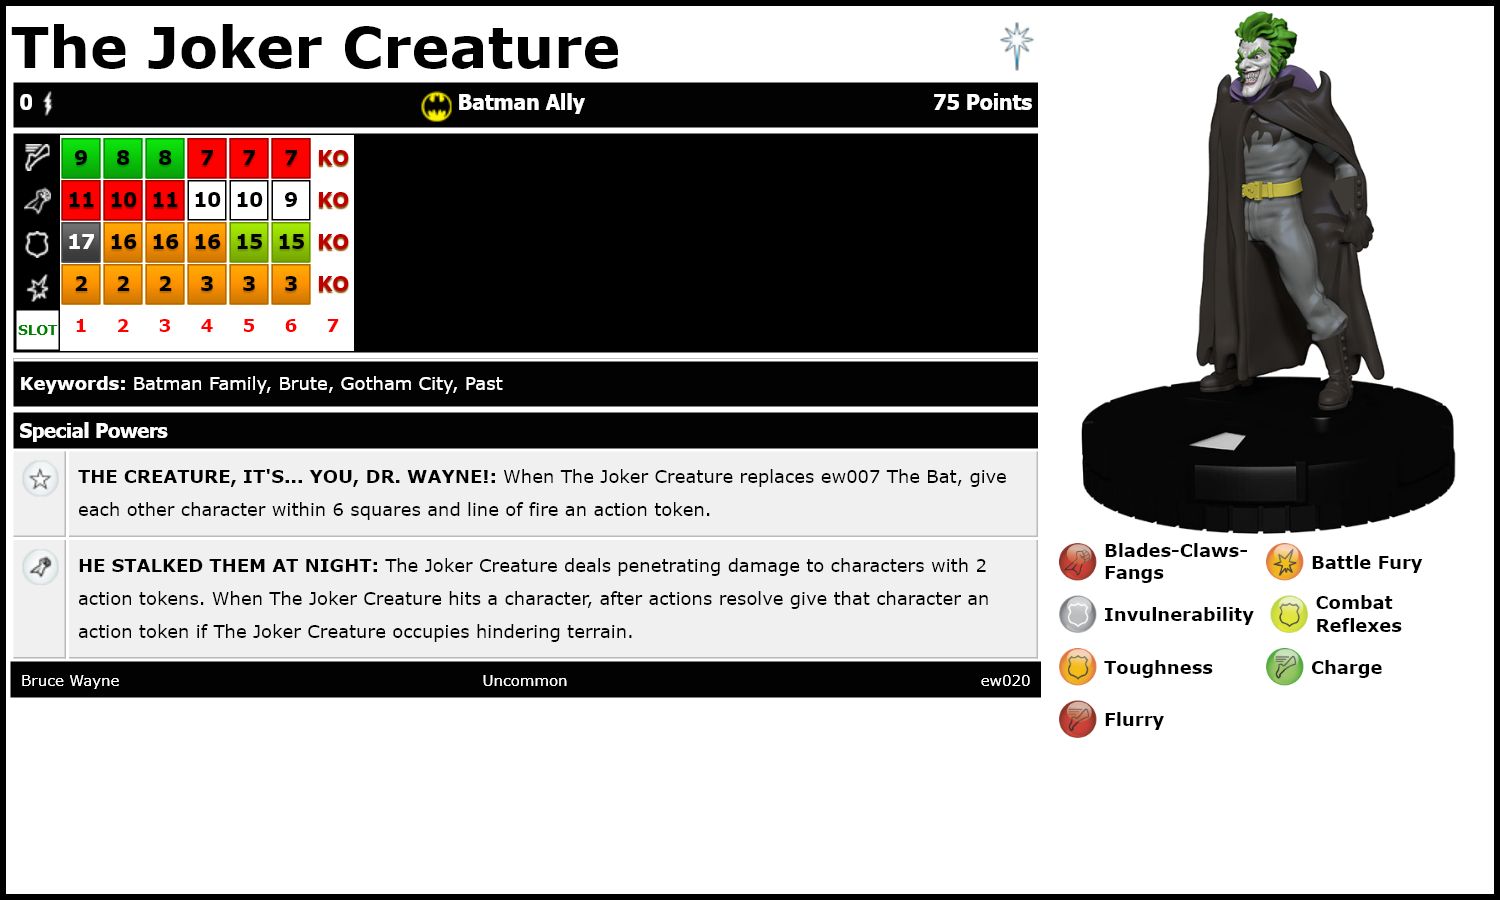 The Joker Creature
0 Batman Ally 75 Points
9 8 8 7 7 7 KO
11 10 11 10 10 9 KO
17 16 16 16 15 15 KO
2 2 2 3 3 3 KO
SLOT 1 2 3 4 5 6 7
Keywords: Batman Family, Brute, Gotham City, Past
Special Powers
THE CREATURE, IT'S... YOU, DR. WAYNE!: When The Joker Creature replaces ew007 The Bat, give
each other character within 6 squares and line of fire an action token.
HE STALKED THEM AT NIGHT: The Joker Creature deals penetrating damage to characters with 2
action tokens. When The Joker Creature hits a character, after actions resolve give that character an
action token if The Joker Creature occupies hindering terrain.
Bruce Wayne Uncommon ew020
Blades-Claws-
Fangs
Battle Fury
Invulnerability
Combat
Reflexes
Toughness
Charge
Flurry